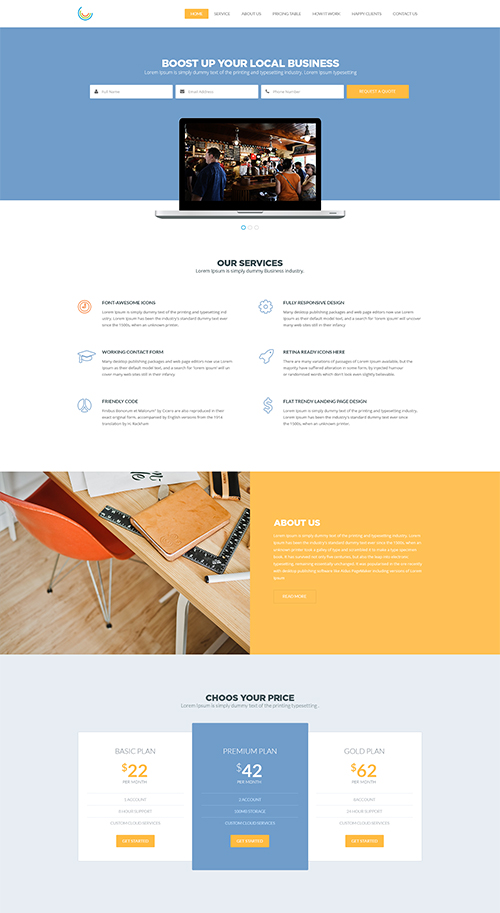 HOME SERVICE ABOUT US PRICING TABLE HOW IT WORK HAPPY CLIENTS CONTACT US
BOOST UP YOUR LOCAL BUSINESS
Lorem Ipsum is simply dummy text of the printing and typesetting industry. Lorem Ipsum typesetting
Full Name Email Address Phone Number REQUEST A QUOTE
OUR SERVICES
Lorem Ipsum is simply dummy Business industry.
FONT-AWESOME ICONS
Lorem Ipsum is simply dummy text of the printing and typesetting ind
ustry. Lorem Ipsum has been the industry's standard dummy text ever
since the 1500s, when an unknown printer.
FULLY RESPONSIVE DESIGN
Many desktop publishing packages and web page editors now use
Lorem Ipsum as their default model text, and a search for lorem ipsum
will uncover many web sites still in their infancy.
WORKING CONTACT FORM
Many desktop publishing packages and web page editors now use Lorem
Ipsum as their default model text, and a search for lorem ipsum will unc
over many web sites still in their infancy.
RETINA READY ICONS HERE
There are many variations of passages of Lorem Ipsum available, but the
majority have suffered alteration in some form, by injected humour
or randomised words which don't look even slightly believable.
FRIENDLY CODE
Finibus Bonorum et Malorum" by Cicero are also reproduced in their
exact original form, accompanied by English versions from the 1914
translation by H. Rackham
FLAT TRENDY LANDING PAGE DESIGN
Lorem Ipsum is simply dummy text of the printing and typesetting
industry. Lorem Ipsum has been the industry's standard dummy text
ever since the 1500s, when an unknown printer.
ABOUT US
Lorem Ipsum is simply dummy text of the printing and typesetting industry. Lorem
Ipsum has been the industry's standard dummy text ever since the 1500s, when an
unknown printer took a galley of type and scrambled it to make a type specimen
book. It has survived not only five centuries, but also the leap into electronic
typesetting, remaining essentially unchanged. It was popularised in the
with desktop publishing software like Aldus PageMaker including versions of Lorem
Ipsum.
READ MORE
CHOOS YOUR PRICE
Lorem Ipsum is simply dummy text of the printing typesetting .
BASIC PLAN
$22
PER MONTH
1 ACCOUNT
8 HOUR SUPPORT
CUSTOM CLOUD SERVICES
GET STARTED
PREMIUM PLAN
$42
PER MONTH
2 ACCOUNT
STORAGE
CUSTOM CLOUD SERVICES
GET STARTED
GOLD PLAN
$62
PER MONTH
ACCOUNT
24 HOUR SUPPORT
CUSTOM CLOUD SERVICES
GET STARTED